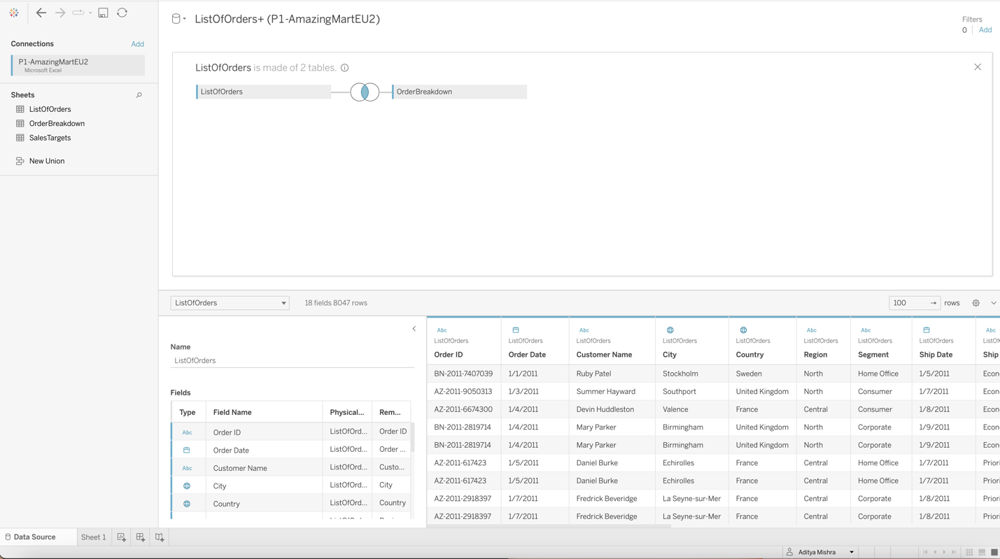 ListOfOrders+ (P1-AmazingMartEU2)
Filters
0 Add
Connections Add
P1-AmazingMartEU2
Microsoft Excel
Sheets
ListOfOrders
OrderBreakdown
SalesTargets
New Union
ListOfOrders is made of 2 tables.
ListOfOrders OrderBreakdown
ListOfOrders 18 fields 8047 rows 100 → rows
Name
ListOfOrders
Fields
Type Field Name Physical... Rem...
Abc Order ID ListOfOrd... Order ID
Order Date ListOfOrd... Order ...
Abc Customer Name ListOfOrd... Custo...
City ListOfOrd... City
Country ListOfOrd... Country
Abc Abc Abc Abc Abc
ListOfOrders ListOfOrders ListOfOrders ListOfOrders ListOfOrders ListOfOrders ListOfOrders ListOfOrders ListOf
Order ID Order Date Customer Name City Country Region Segment Ship Date Ship
BN-2011-7407039 1/1/2011 Ruby Patel Stockholm Sweden North Home Office 1/5/2011 Econ
AZ-2011-9050313 1/3/2011 Summer Hayward Southport United Kingdom North Consumer 1/7/2011 Econ
AZ-2011-6674300 1/4/2011 Devin Huddleston Valence France Central Consumer 1/8/2011 Econ
BN-2011-2819714 1/4/2011 Mary Parker Birmingham United Kingdom North Corporate 1/9/2011 Econ
BN-2011-2819714 1/4/2011 Mary Parker Birmingham United Kingdom North Corporate 1/9/2011 Econ
AZ-2011-617423 1/5/2011 Daniel Burke Echirolles France Central Home Office 1/7/2011 Priori
AZ-2011-617423 1/5/2011 Daniel Burke Echirolles France Central Home Office 1/7/2011 Priori
AZ-2011-2918397 1/7/2011 Fredrick Beveridge La Seyne-sur-Mer France Central Corporate 1/8/2011 Priori
AZ-2011-2918397 1/7/2011 Fredrick Beveridge La Seyne-sur-Mer France Central Corporate 1/8/2011 Priori
Data Source Sheet 1
Aditya Mishra